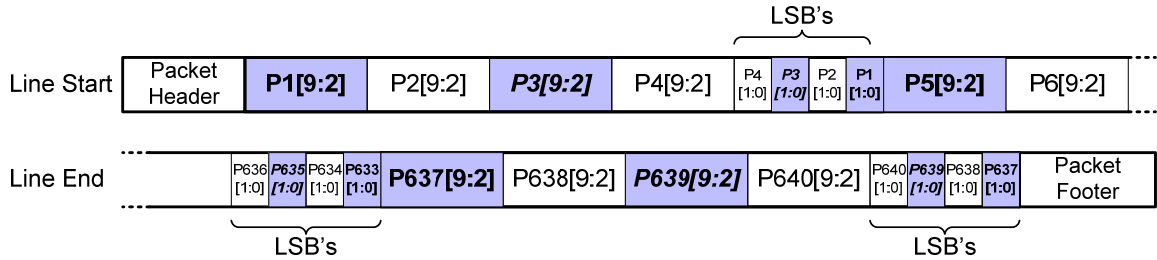 LSB's
Line Start
Packet Header
P1[9:2]
P2[9:2]
P3[9:2]
P4[9:2]
P4 [1:0]
P3 [1:0]
P2 [1:0]
P1 [1:0]
P5[9:2]
P6[9:2]
Line End
P636 [1:0]
P635 [1:0]
P634 [1:0]
P633 [1:0]
P637[9:2]
P638[9:2]
P639[9:2]
P640[9:2]
P640 [1:0]
P639 [1:0]
P638 [1:0]
P637 [1:0]
Packet Footer
LSB's
LSB's